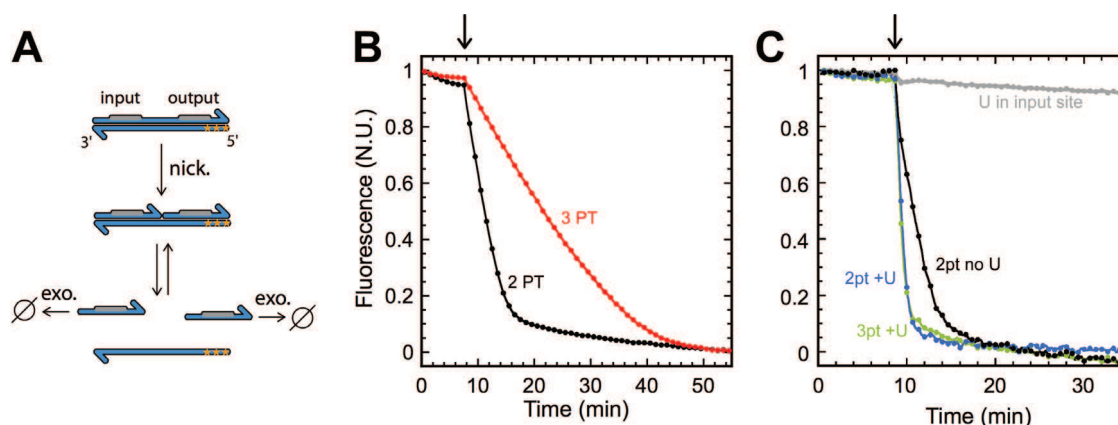 A
input output
3' 5'
nick.
exo. exo.
B
Fluorescence (N.U.)
1
0.8
0.6
0.4
0.2
0
3 PT
2 PT
0 10 20 30 40 50
Time (min)
C
1
0.8
0.6
0.4
0.2
0
U in input site
2pt no U
2pt +U
3pt +U
0 10 20 30
Time (min)